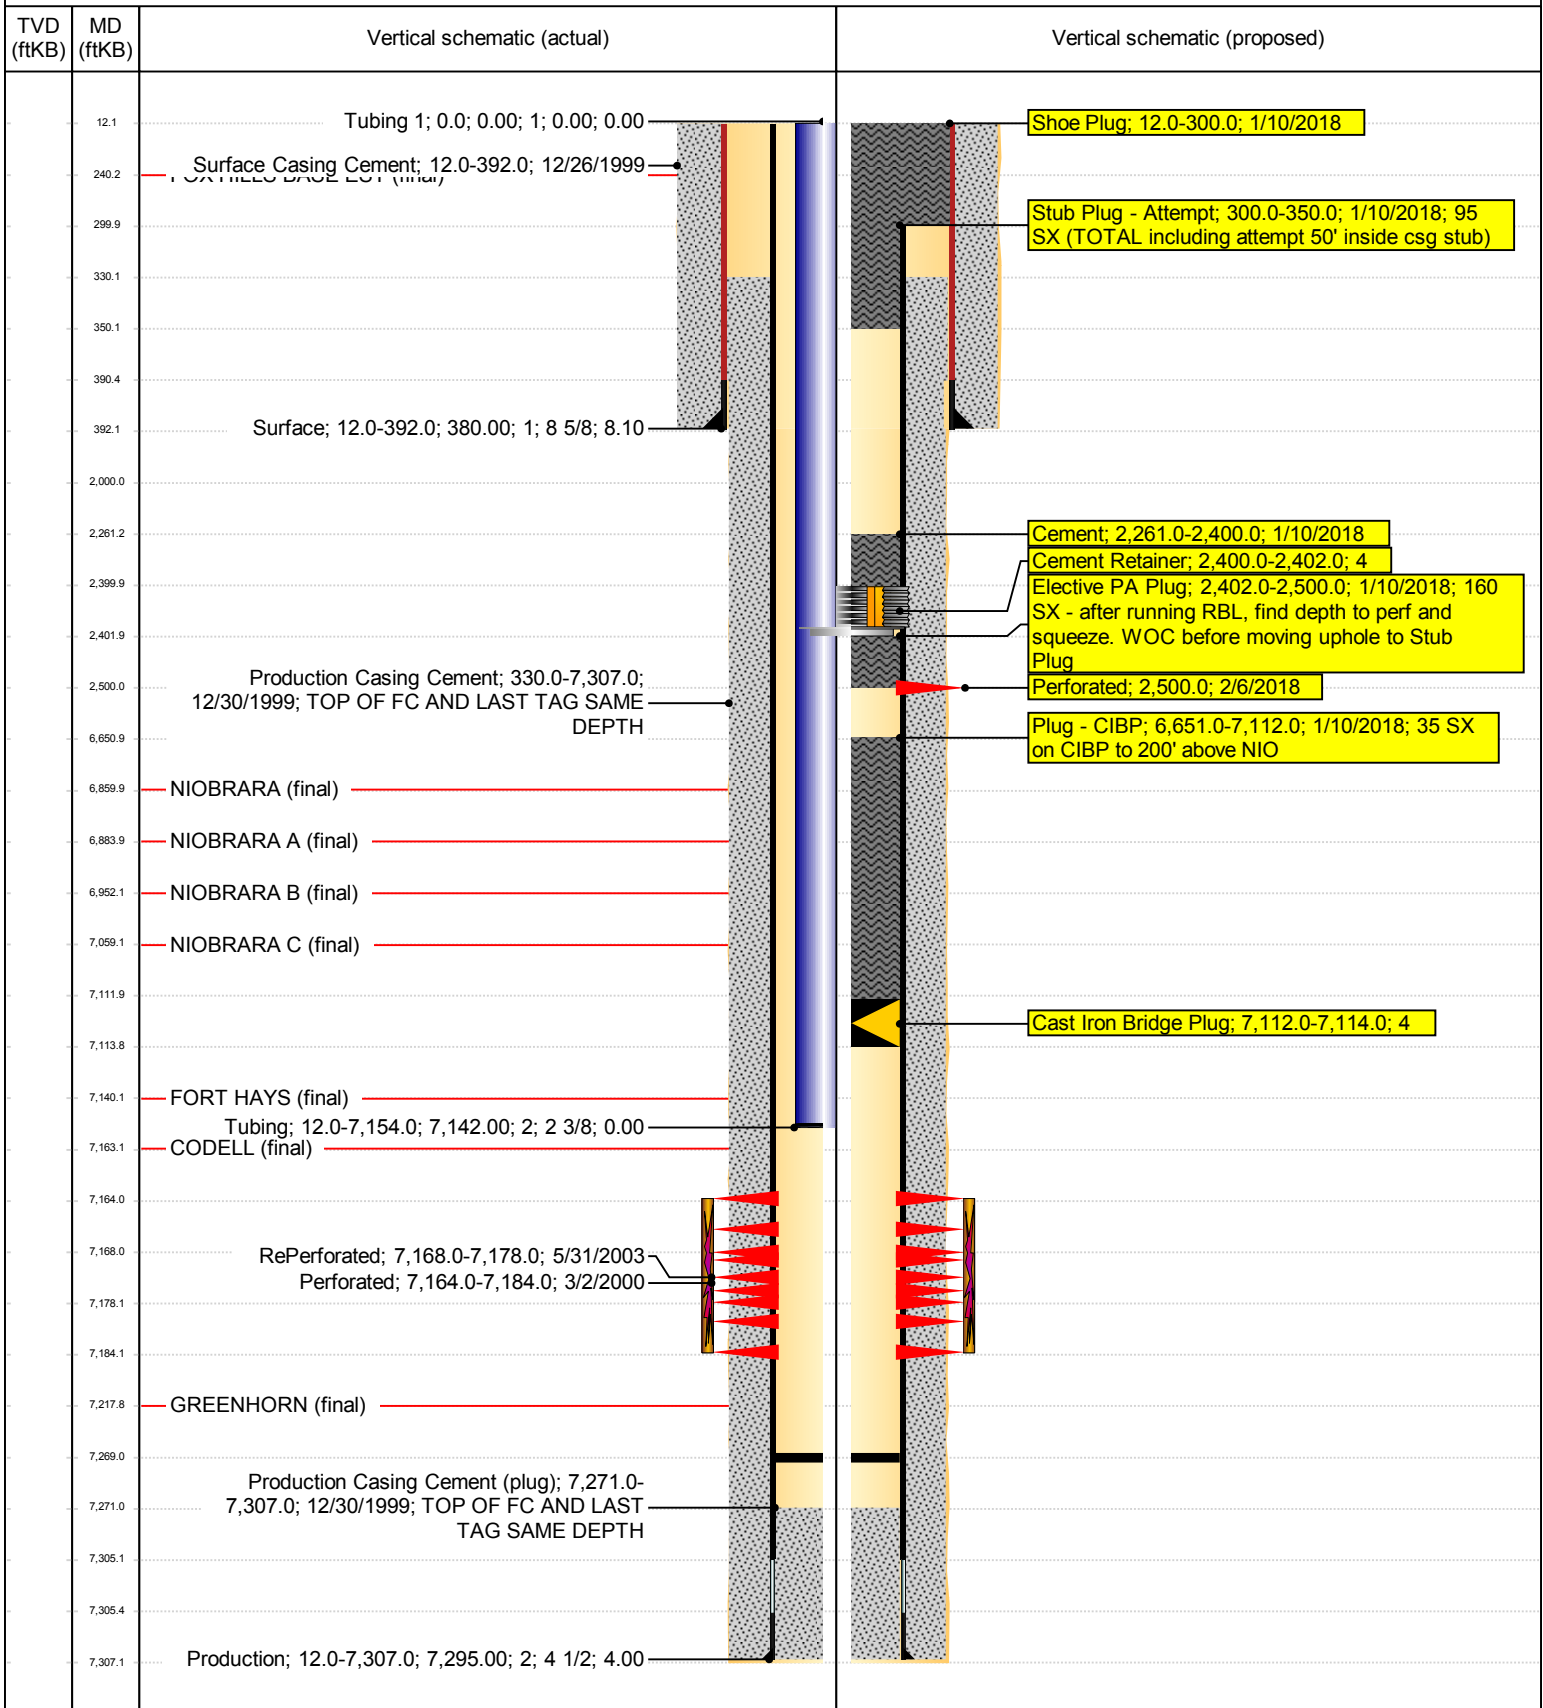 TVD (ftKB)
MD (ftKB)
Vertical schematic (actual)
Vertical schematic (proposed)
12.1
Tubing 1; 0.0; 0.00; 1; 0.00; 0.00
Shoe Plug; 12.0-300.0; 1/10/2018
Surface Casing Cement; 12.0-392.0; 12/26/1999
240.2
FOX HILLS BASE EST (final)
299.9
Stub Plug - Attempt; 300.0-350.0; 1/10/2018; 95
SX (TOTAL including attempt 50' inside csg stub)
330.1
350.1
390.4
392.1
Surface; 12.0-392.0; 380.00; 1; 8 5/8; 8.10
2,000.0
2,261.2
Cement; 2,261.0-2,400.0; 1/10/2018
Cement Retainer; 2,400.0-2,402.0; 4
2,399.9
Elective PA Plug; 2,402.0-2,500.0; 1/10/2018; 160
SX - after running RBL, find depth to perf and
squeeze. WOC before moving uphole to Stub
Plug
2,401.9
Production Casing Cement; 330.0-7,307.0;
12/30/1999; TOP OF FC AND LAST TAG SAME
DEPTH
2,500.0
Perforated; 2,500.0; 2/6/2018
6,650.9
Plug - CIBP; 6,651.0-7,112.0; 1/10/2018; 35 SX
on CIBP to 200' above NIO
6,859.9
NIOBRARA (final)
6,883.9
NIOBRARA A (final)
6,952.1
NIOBRARA B (final)
7,059.1
NIOBRARA C (final)
7,111.9
Cast Iron Bridge Plug; 7,112.0-7,114.0; 4
7,113.8
7,140.1
FORT HAYS (final)
Tubing; 12.0-7,154.0; 7,142.00; 2; 2 3/8; 0.00
7,163.1
CODELL (final)
7,164.0
7,168.0
RePerforated; 7,168.0-7,178.0; 5/31/2003
Perforated; 7,164.0-7,184.0; 3/2/2000
7,178.1
7,184.1
7,217.8
GREENHORN (final)
7,269.0
Production Casing Cement (plug); 7,271.0-
7,307.0; 12/30/1999; TOP OF FC AND LAST
TAG SAME DEPTH
7,271.0
7,305.1
7,305.4
7,307.1
Production; 12.0-7,307.0; 7,295.00; 2; 4 1/2; 4.00